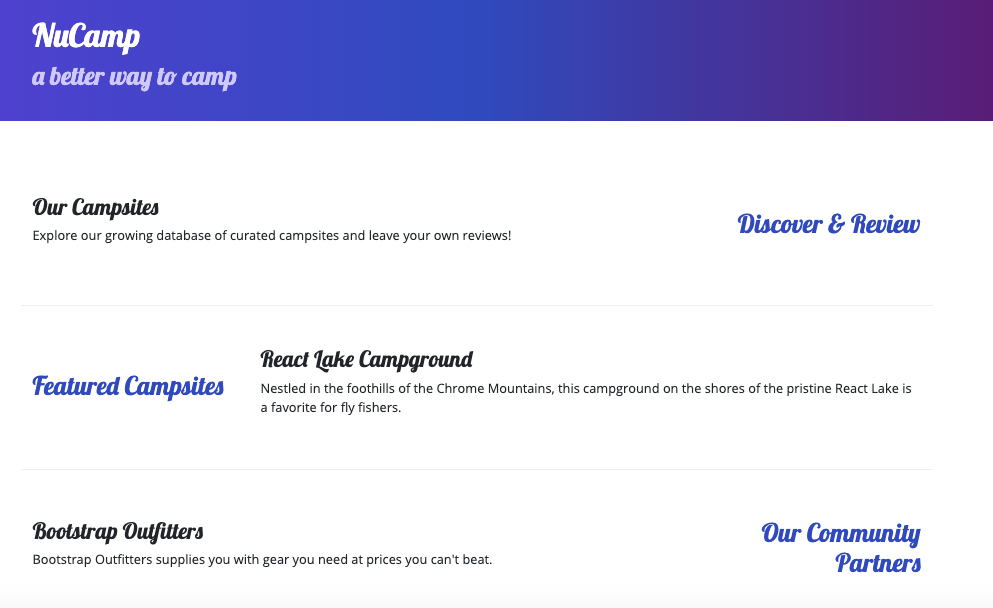 NuCamp
a better way to camp
Our Campsites
Explore our growing database of curated campsites and leave your own reviews!
Discover & Review
Featured Campsites
React Lake Campground
Nestled in the foothills of the Chrome Mountains, this campground on the shores of the pristine React Lake is
a favorite for fly fishers.
Bootstrap Outfitters
Bootstrap Outfitters supplies you with gear you need at prices you can't beat.
Our Community
Partners